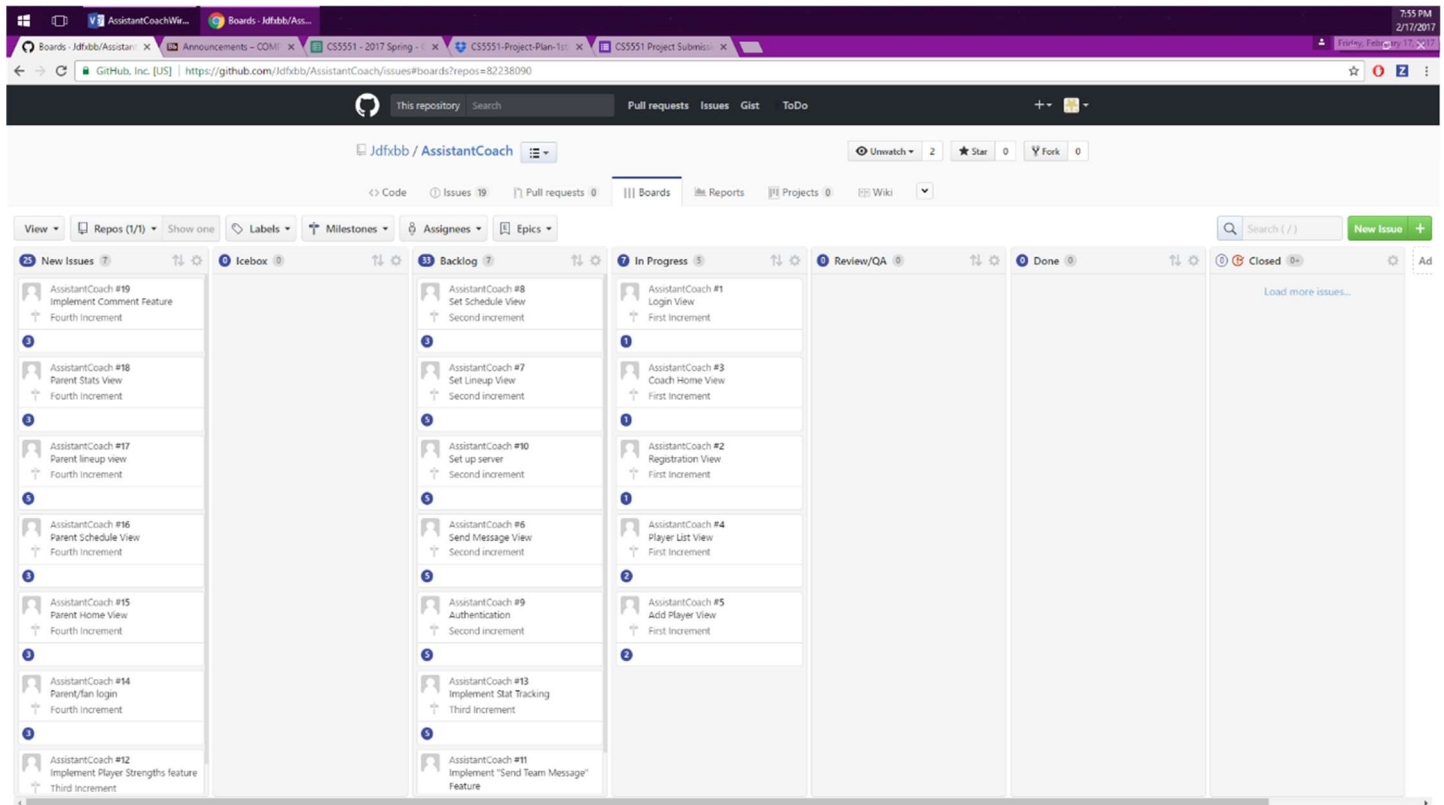 AssistantCoachWir...
Boards - Jdfxbb/Ass...
7:55 PM
2/17/2017
Boards - Jdfxbb/Assistant
Announcements – COMP
CS5551 - 2017 Spring -
CS5551-Project-Plan-1st
CS5551 Project Submiss
Friday, February 17, 2017
GitHub, Inc. [US] https://github.com/Jdfxbb/AssistantCoach/issues#boards?repos=82238090
This repository Search Pull requests Issues Gist ToDo
Jdfxbb / AssistantCoach
Unwatch 2 Star 0 Fork 0
Code Issues 19 Pull requests 0 Boards Reports Projects 0 Wiki
View Repos (1/1) Show one Labels Milestones Assignees Epics Search ( / ) New Issue +
25 New Issues 7
0 Icebox 0
33 Backlog 7
7 In Progress 5
0 Review/QA 0
0 Done 0
0 Closed 0+
Ad
AssistantCoach #19
Implement Comment Feature
Fourth Increment
3
AssistantCoach #18
Parent Stats View
Fourth Increment
3
AssistantCoach #17
Parent lineup view
Fourth Increment
5
AssistantCoach #16
Parent Schedule View
Fourth Increment
3
AssistantCoach #15
Parent Home View
Fourth Increment
3
AssistantCoach #14
Parent/fan login
Fourth Increment
3
AssistantCoach #12
Implement Player Strengths feature
Third Increment
AssistantCoach #8
Set Schedule View
Second increment
3
AssistantCoach #7
Set Lineup View
Second increment
5
AssistantCoach #10
Set up server
Second increment
5
AssistantCoach #6
Send Message View
Second increment
5
AssistantCoach #9
Authentication
Second increment
5
AssistantCoach #13
Implement Stat Tracking
Third Increment
5
AssistantCoach #11
Implement "Send Team Message"
Feature
AssistantCoach #1
Login View
First Increment
1
AssistantCoach #3
Coach Home View
First Increment
1
AssistantCoach #2
Registration View
First Increment
1
AssistantCoach #4
Player List View
First Increment
2
AssistantCoach #5
Add Player View
First Increment
2
Load more issues...